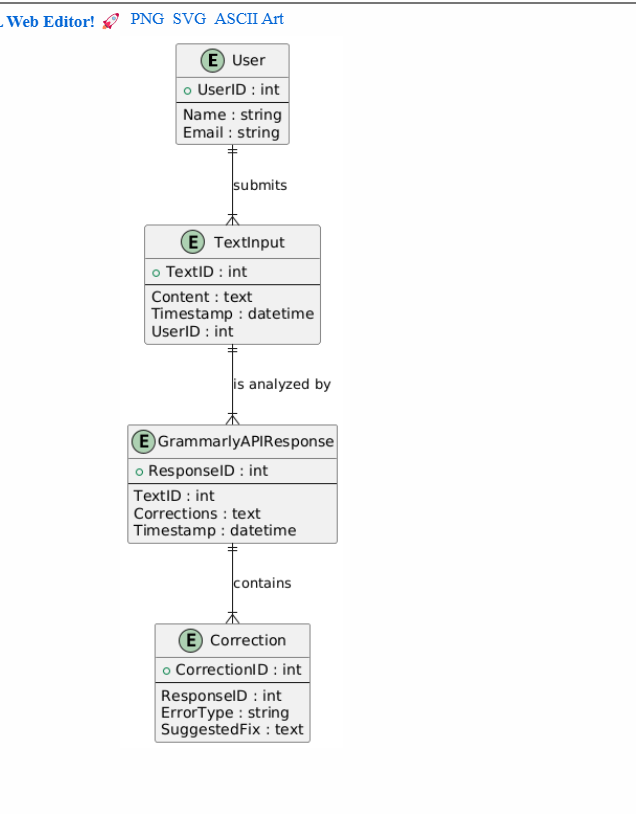 Web Editor! 🚀 PNG SVG ASCII Art
E User
UserID : int
Name : string
Email : string
submits
E TextInput
TextID : int
Content : text
Timestamp : datetime
UserID : int
is analyzed by
E GrammarlyAPIResponse
ResponseID : int
TextID : int
Corrections : text
Timestamp : datetime
contains
E Correction
CorrectionID : int
ResponseID : int
ErrorType : string
SuggestedFix : text